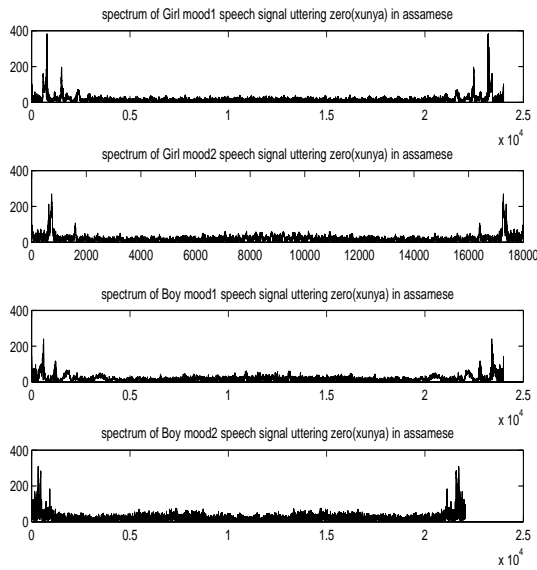 spectrum of Girl mood1 speech signal uttering zero(xunya) in assamese
400
200
0
0 0.5 1 1.5 2 2.5
x 10^4
spectrum of Girl mood2 speech signal uttering zero(xunya) in assamese
400
200
0
0 2000 4000 6000 8000 10000 12000 14000 16000 18000
spectrum of Boy mood1 speech signal uttering zero(xunya) in assamese
400
200
0
0 0.5 1 1.5 2 2.5
x 10^4
spectrum of Boy mood2 speech signal uttering zero(xunya) in assamese
400
200
0
0 0.5 1 1.5 2 2.5
x 10^4